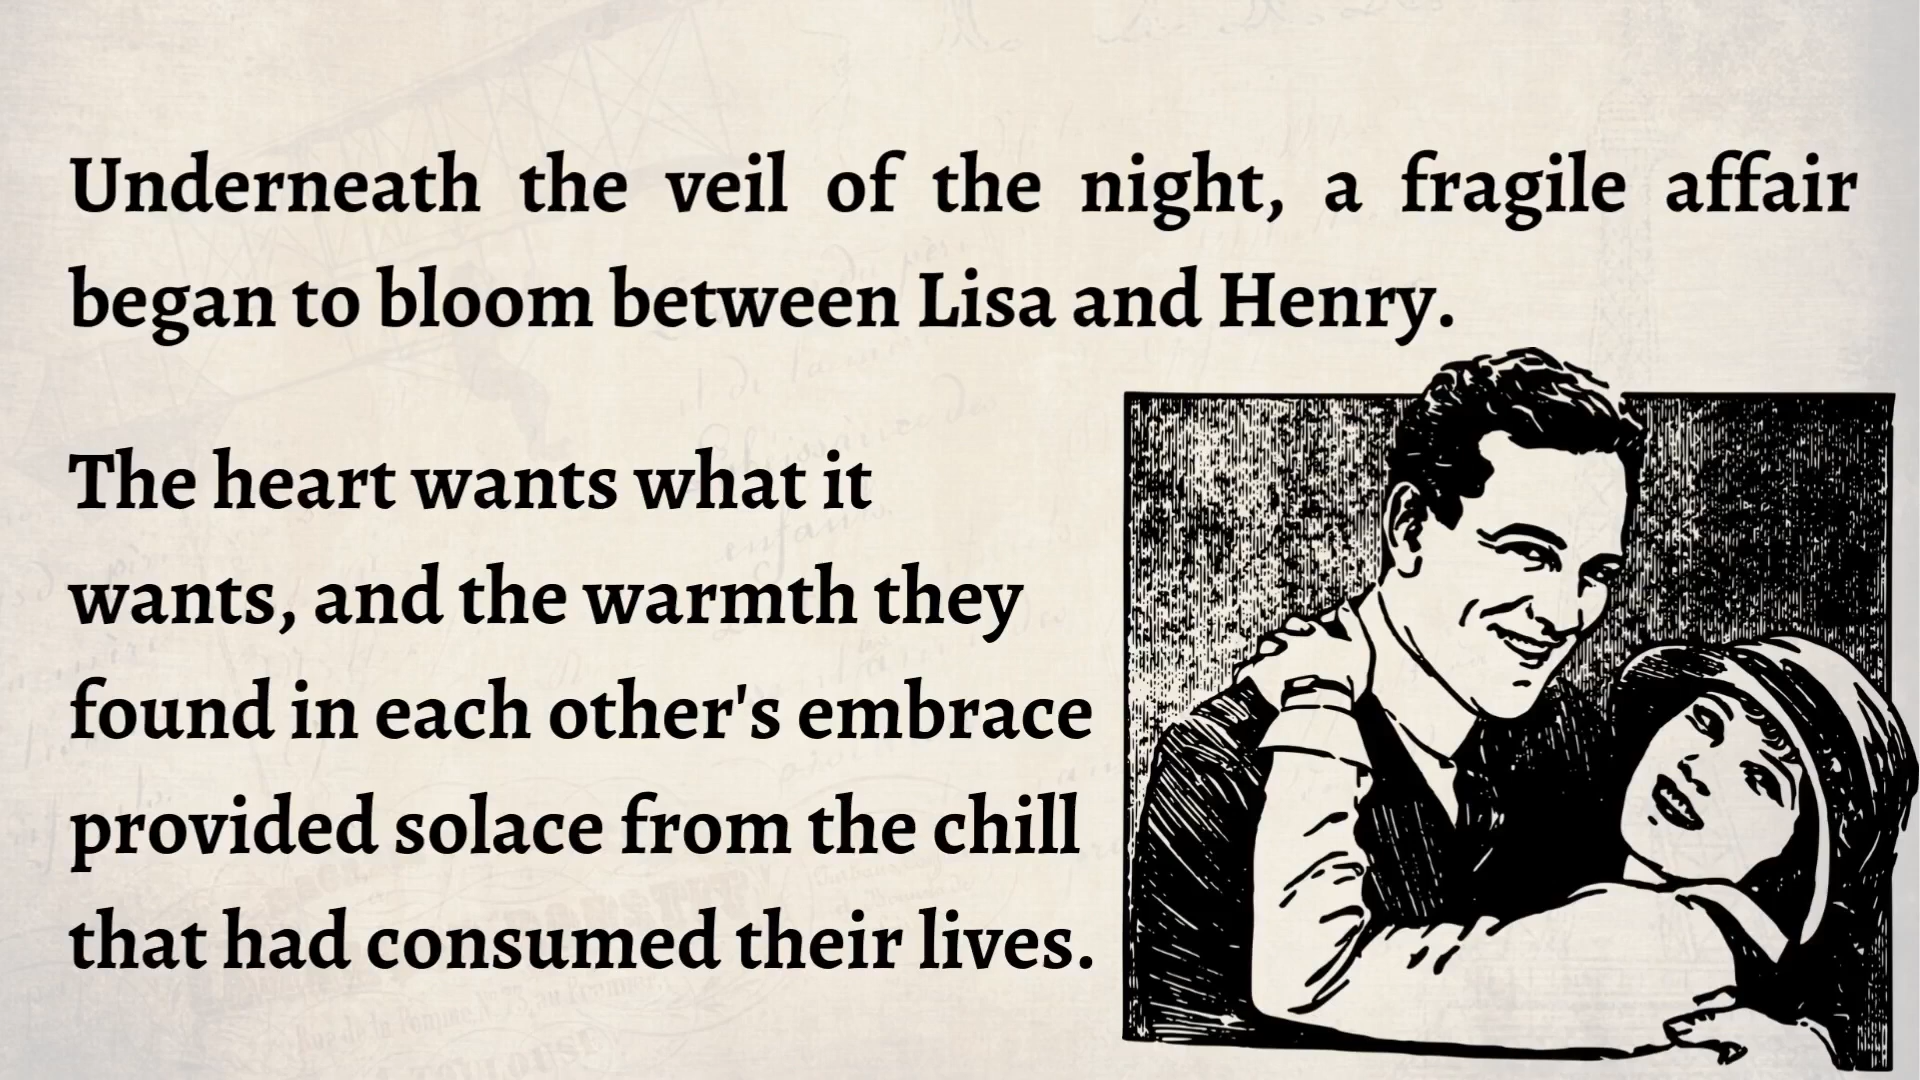 Underneath the veil of the night, a fragile affair
began to bloom between Lisa and Henry.
The heart wants what it
wants, and the warmth they
found in each other's embrace
provided solace from the chill
that had consumed their lives.